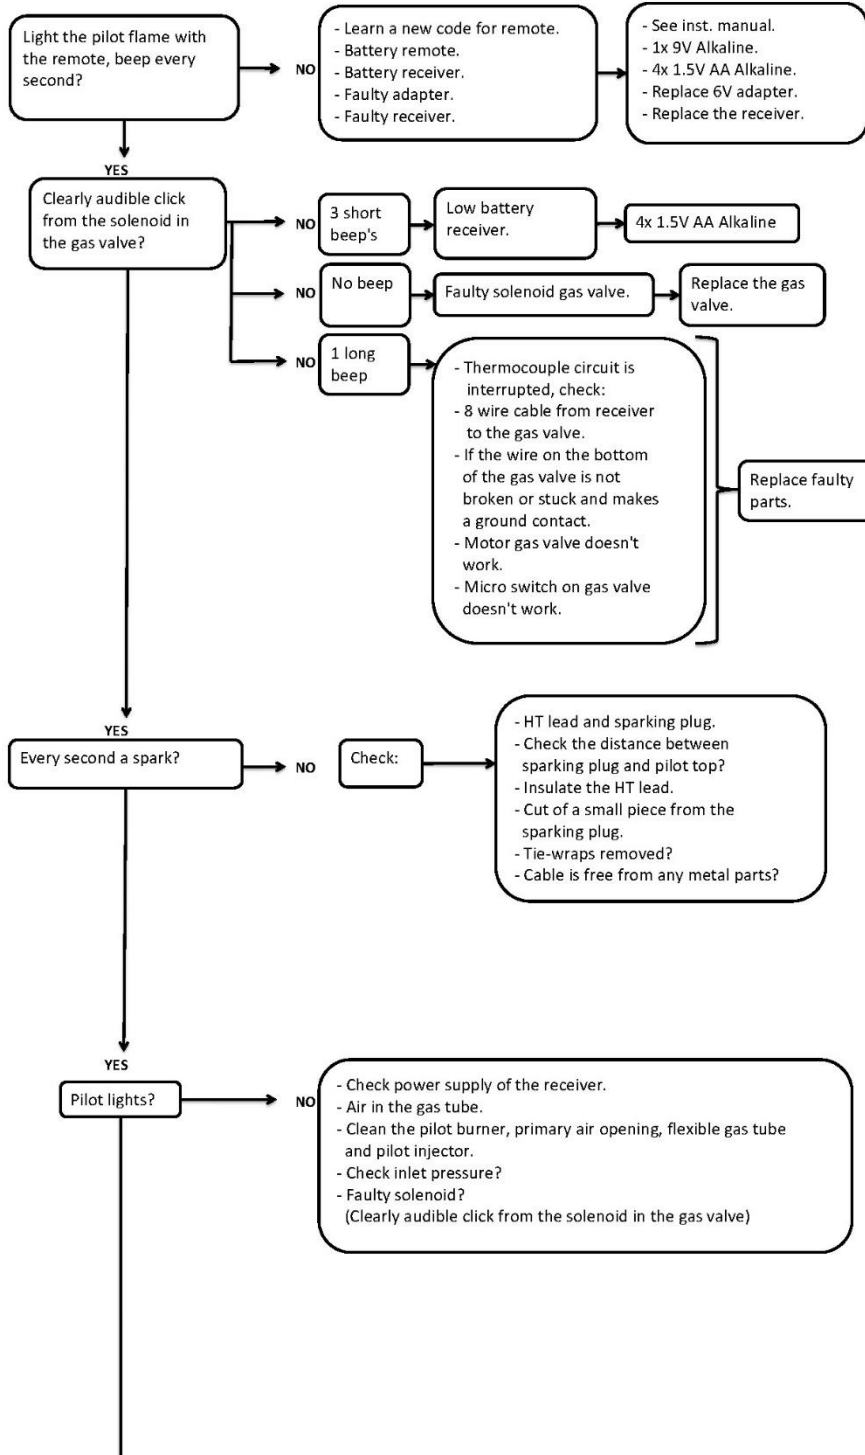 Light the pilot flame with
the remote, beep every
second?
NO
- Learn a new code for remote.
- Battery remote.
- Battery receiver.
- Faulty adapter.
- Faulty receiver.
- See inst. manual.
- 1x 9V Alkaline.
- 4x 1.5V AA Alkaline.
- Replace 6V adapter.
- Replace the receiver.
YES
Clearly audible click
from the solenoid in
the gas valve?
NO
3 short
beep's
Low battery
receiver.
4x 1.5V AA Alkaline
NO
No beep
Faulty solenoid gas valve.
Replace the gas
valve.
NO
1 long
beep
- Thermocouple circuit is
interrupted, check:
- 8 wire cable from receiver
to the gas valve.
- If the wire on the bottom
of the gas valve is not
broken or stuck and makes
a ground contact.
- Motor gas valve doesn't
work.
- Micro switch on gas valve
doesn't work.
Replace faulty
parts.
YES
Every second a spark?
NO
Check:
- HT lead and sparking plug.
- Check the distance between
sparking plug and pilot top?
- Insulate the HT lead.
- Cut of a small piece from the
sparking plug.
- Tie-wraps removed?
- Cable is free from any metal parts?
YES
Pilot lights?
NO
- Check power supply of the receiver.
- Air in the gas tube.
- Clean the pilot burner, primary air opening, flexible gas tube
and pilot injector.
- Check inlet pressure?
- Faulty solenoid?
(Clearly audible click from the solenoid in the gas valve)